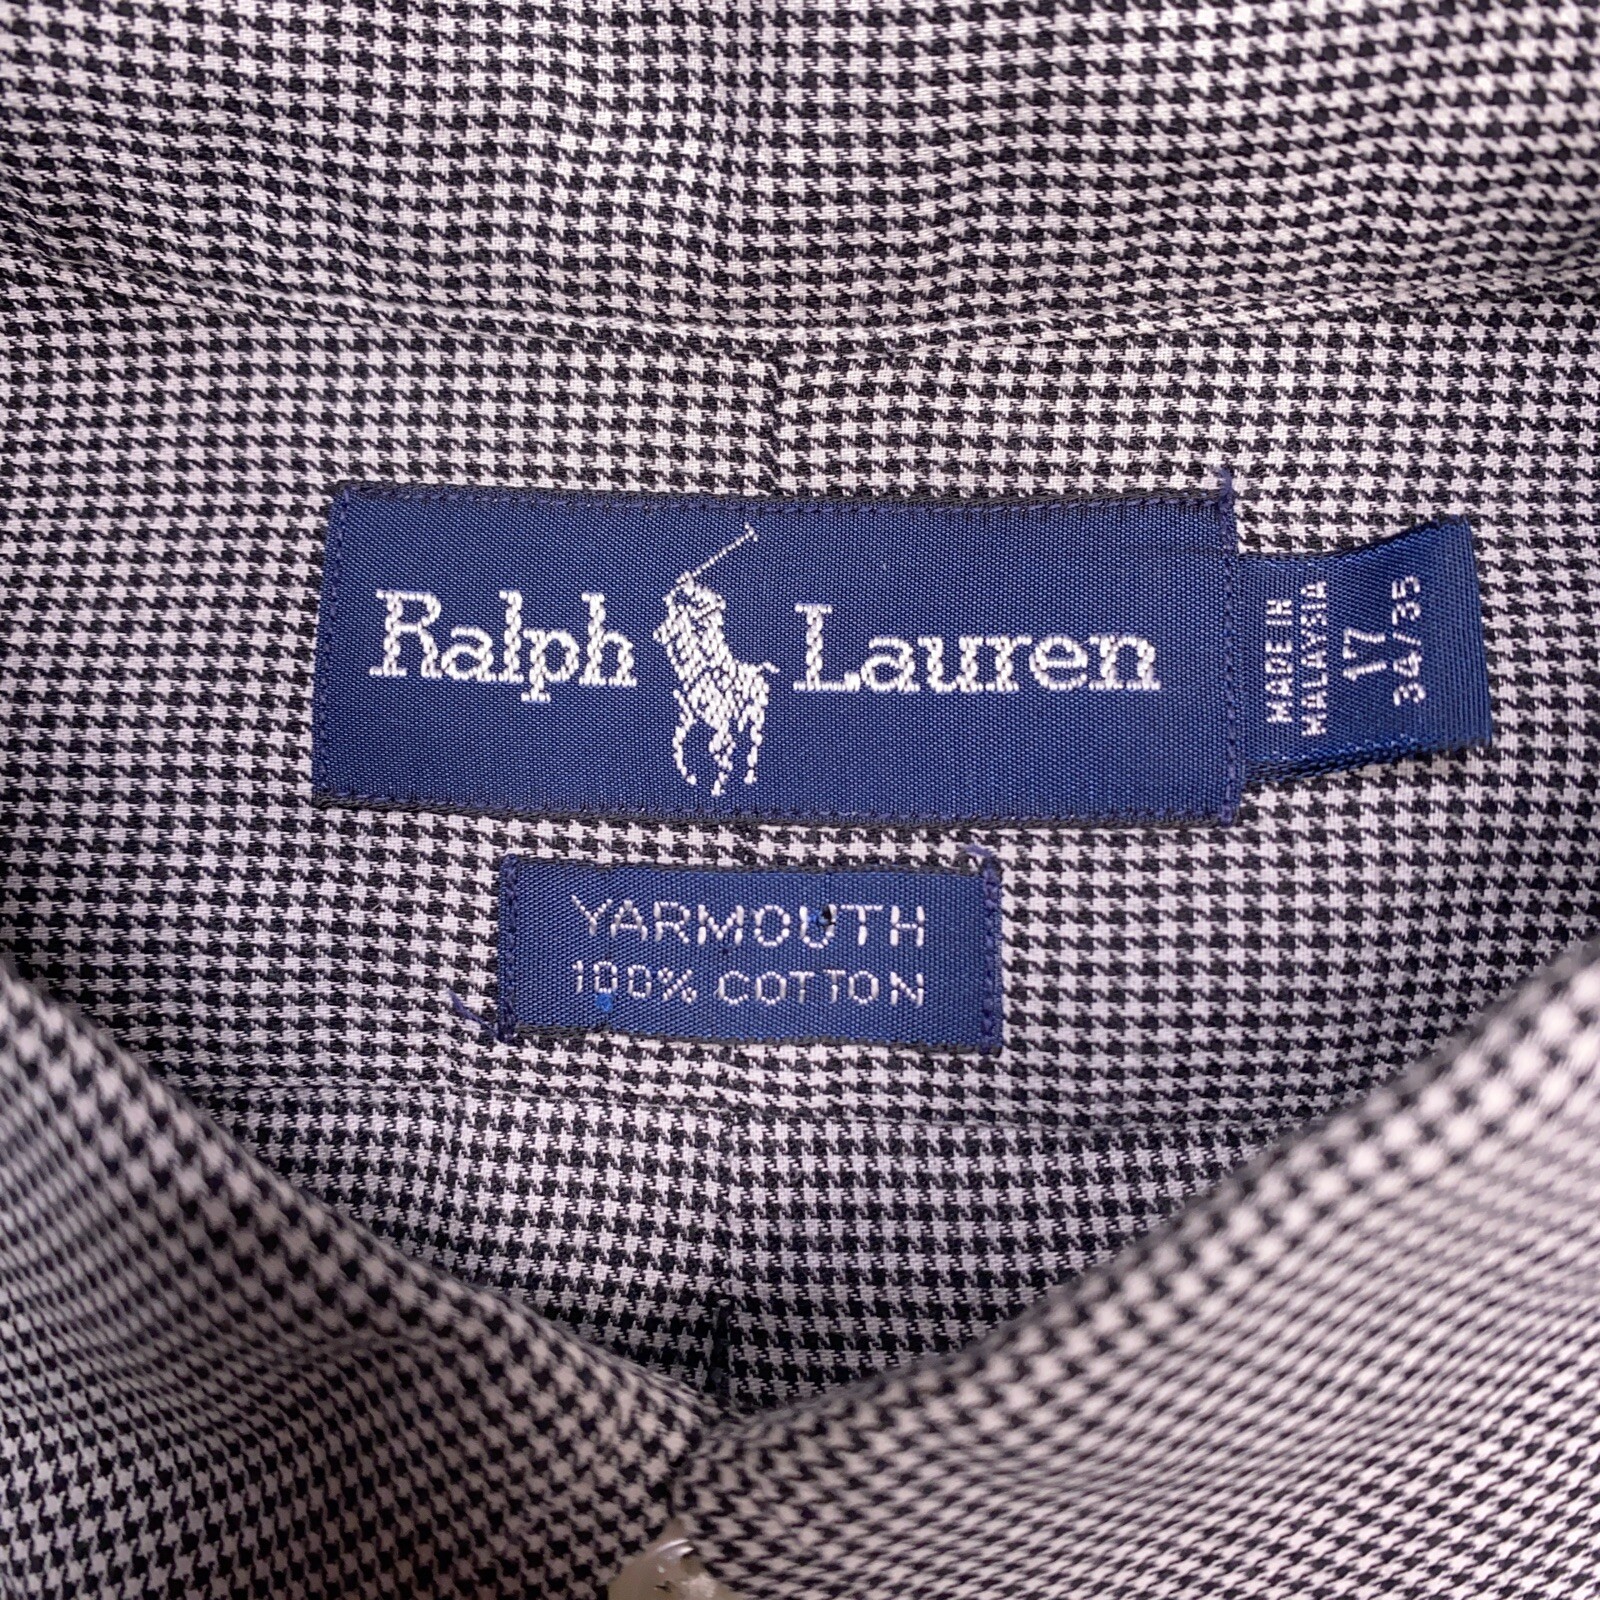 Ralph Lauren
MADE IN
MALAYSIA
17
34/35
YARMOUTH
100% COTTON